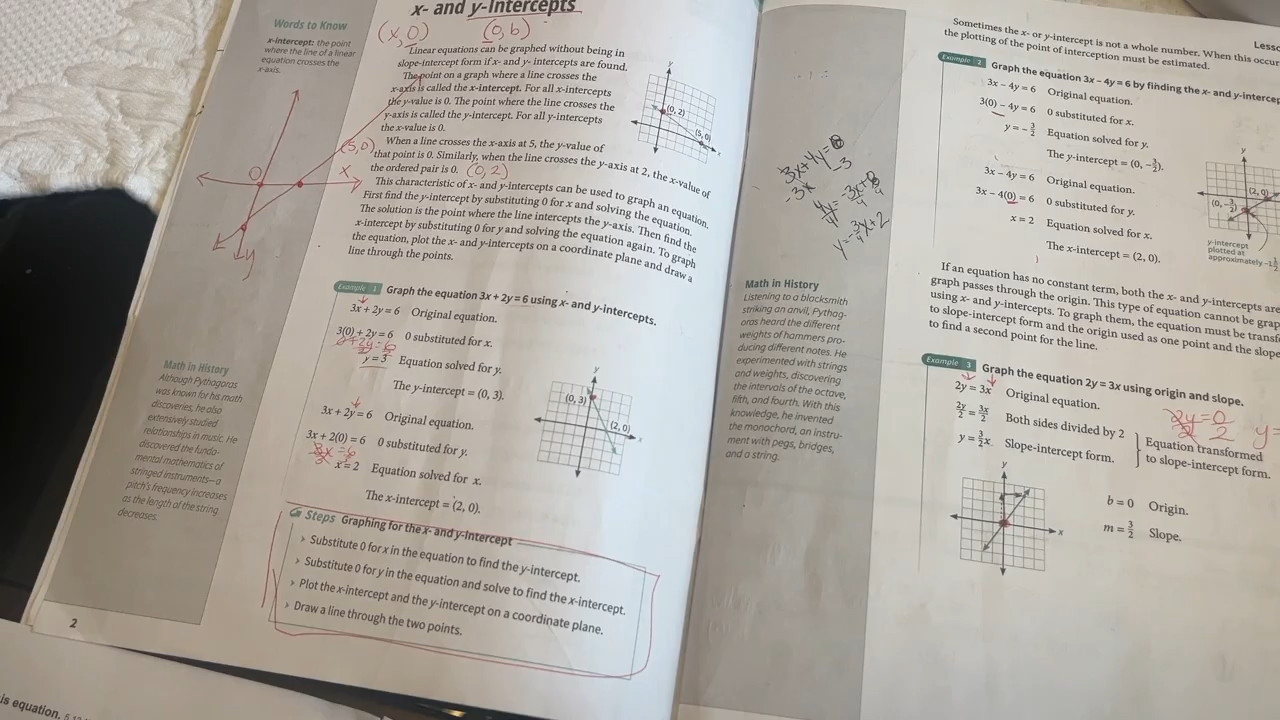 x- and y-Intercepts
(x,0) (0,b)
Words to Know
x-intercept: the point
where the line of a linear
equation crosses the
x-axis.
Linear equations can be graphed without being in
slope-intercept form if x- and y- intercepts are found.
The point on a graph where a line crosses the
x-axis is called the x-intercept. For all x-intercepts
the y-value is 0. The point where the line crosses the
y-axis is called the y-intercept. For all y-intercepts
the x-value is 0.
When a line crosses the x-axis at 5, the y-value of
that point is 0. Similarly, when the line crosses the y-axis at 2, the x-value of
the ordered pair is 0. (0,2)
This characteristic of x- and y-intercepts can be used to graph an equation.
First find the y-intercept by substituting 0 for x and solving the equation.
The solution is the point where the line intercepts the y-axis. Then find the
x-intercept by substituting 0 for y and solving the equation again. To graph
the equation, plot the x- and y-intercepts on a coordinate plane and draw a
line through the points.
y
(0, 2)
(5, 0)
x
(5,0)
O
X
y
Example 1 Graph the equation 3x + 2y = 6 using x- and y-intercepts.
3x + 2y = 6 Original equation.
3(0) + 2y = 6 0 substituted for x.
y = 3 Equation solved for y.
The y-intercept = (0, 3).
3x + 2y = 6 Original equation.
3x + 2(0) = 6 0 substituted for y.
x = 2 Equation solved for x.
The x-intercept = (2, 0).
y
(0, 3)
(2, 0)
x
Math in History
Although Pythagoras
was known for his math
discoveries, he also
extensively studied
relationships in music. He
discovered the funda-
mental mathematics of
stringed instruments—a
pitch's frequency increases
as the length of the string
decreases.
Steps Graphing for the x- and y-Intercept
› Substitute 0 for x in the equation to find the y-intercept.
› Substitute 0 for y in the equation and solve to find the x-intercept.
› Plot the x-intercept and the y-intercept on a coordinate plane.
› Draw a line through the two points.
2
is equation.
Math in History
Listening to a blacksmith
striking an anvil, Pythag-
oras heard the different
weights of hammers pro-
ducing different notes. He
experimented with strings
and weights, discovering
the intervals of the octave,
fifth, and fourth. With this
knowledge, he invented
the monochord, an instru-
ment with pegs, bridges,
and a string.
Sometimes the x- or y-intercept is not a whole number. When this occur
the plotting of the point of interception must be estimated.
Example 2 Graph the equation 3x − 4y = 6 by finding the x- and y-interce
3x − 4y = 6 Original equation.
3(0) − 4y = 6 0 substituted for x.
y = −3/2 Equation solved for y.
The y-intercept = (0, −3/2).
3x − 4y = 6 Original equation.
3x − 4(0) = 6 0 substituted for y.
x = 2 Equation solved for x.
The x-intercept = (2, 0).
y
(2, 0)
(0, −3/2)
y-intercept
plotted at
approximately −1½
If an equation has no constant term, both the x- and y-intercepts are
graph passes through the origin. This type of equation cannot be gra
using x- and y-intercepts. To graph them, the equation must be transf
to slope-intercept form and the origin used as one point and the slope
to find a second point for the line.
Example 3 Graph the equation 2y = 3x using origin and slope.
2y = 3x Original equation.
2y/2 = 3x/2 Both sides divided by 2
y = 3/2x Slope-intercept form.
Equation transformed
to slope-intercept form.
b = 0 Origin.
m = 3/2 Slope.
y
x